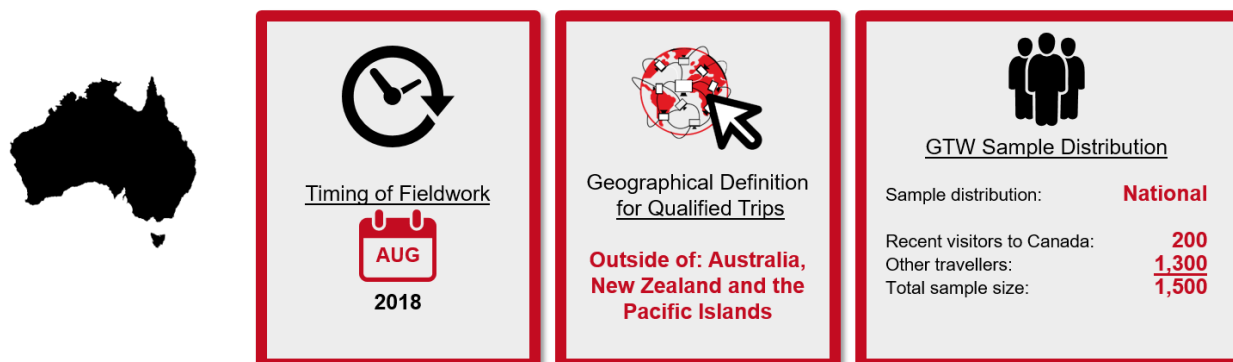 Timing of Fieldwork
AUG
2018
Geographical Definition
for Qualified Trips
Outside of: Australia,
New Zealand and the
Pacific Islands
GTW Sample Distribution
Sample distribution: National
Recent visitors to Canada: 200
Other travellers: 1,300
Total sample size: 1,500